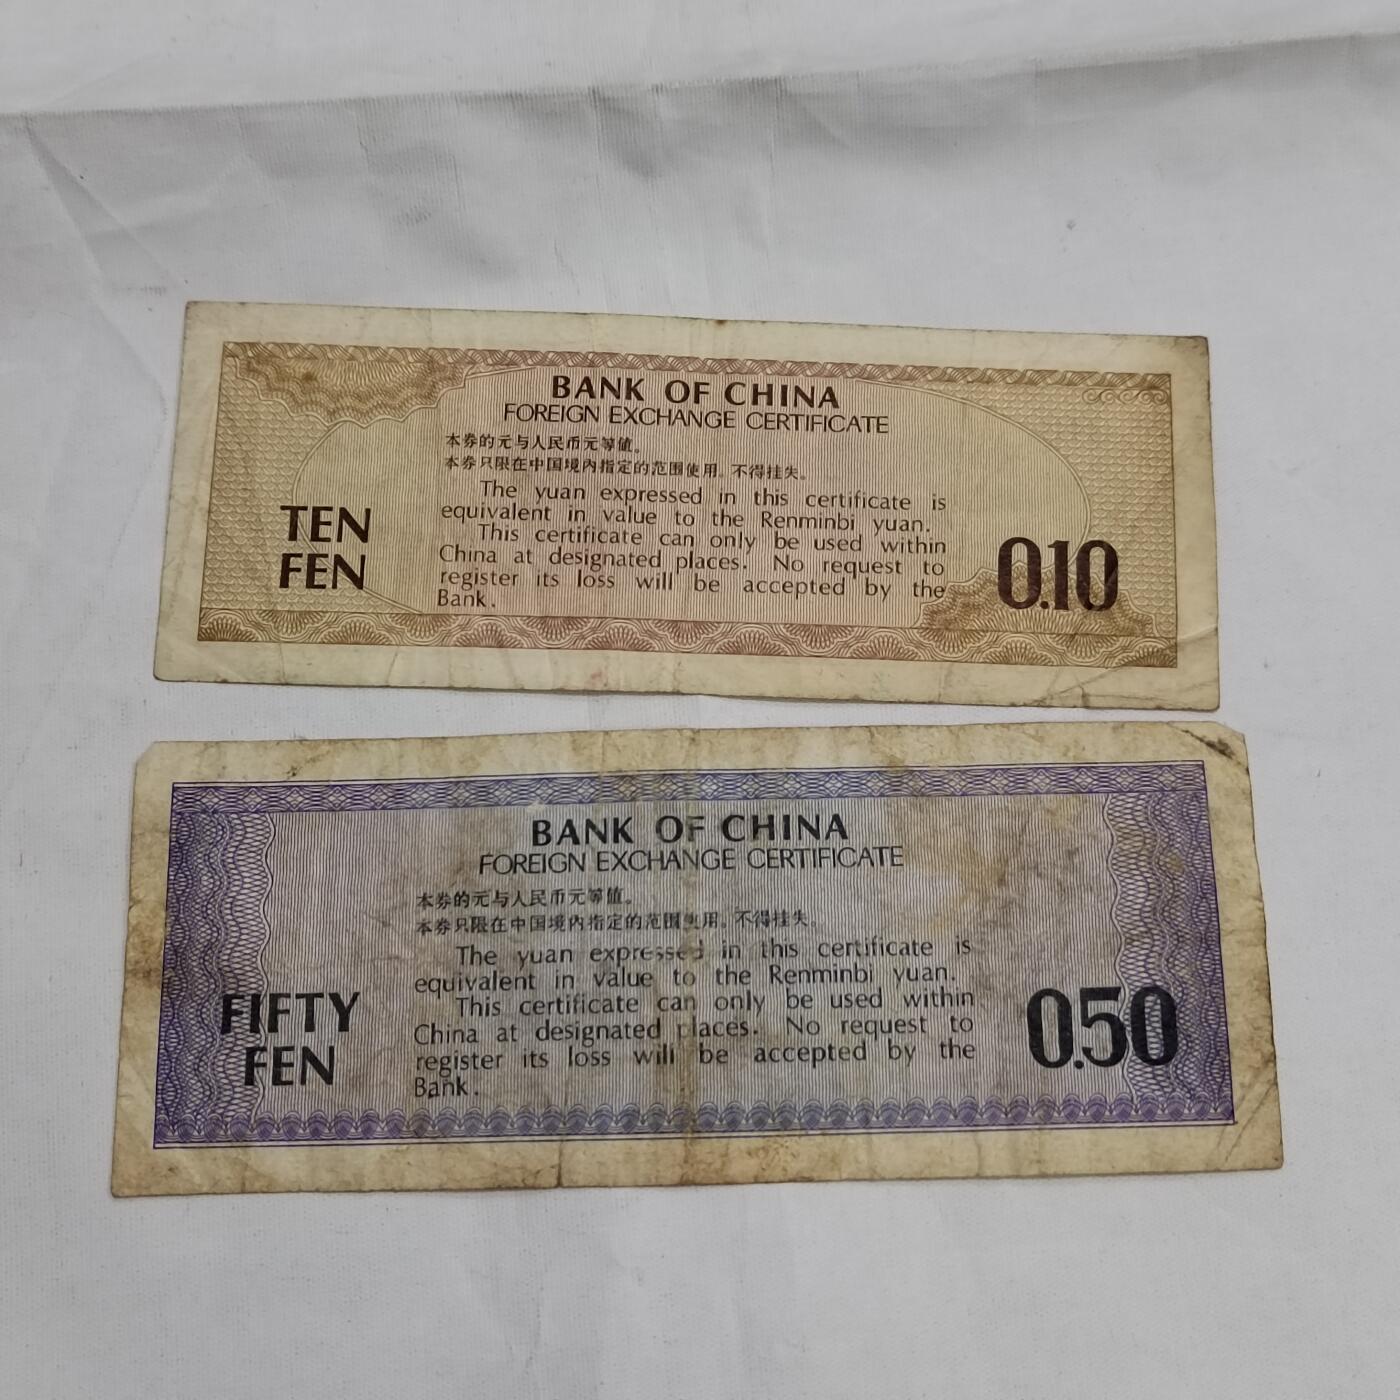 BANK OF CHINA
FOREIGN EXCHANGE CERTIFICATE
本券的元与人民币元等值。
本券只限在中国境内指定的范围使用。不得挂失。
The yuan expressed in this certificate is
equivalent in value to the Renminbi yuan.
This certificate can only be used within
China at designated places. No request to
register its loss will be accepted by the
Bank.
TEN
FEN
0.10
BANK OF CHINA
FOREIGN EXCHANGE CERTIFICATE
本券的元与人民币元等值。
本券只限在中国境内指定的范围使用。不得挂失。
The yuan expressed in this certificate is
equivalent in value to the Renminbi yuan.
This certificate can only be used within
China at designated places. No request to
register its loss will be accepted by the
Bank.
FIFTY
FEN
0.50